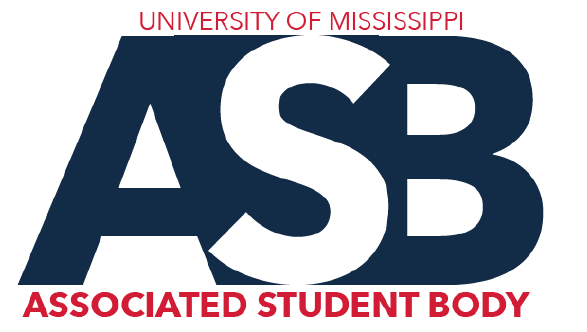 UNIVERSITY OF MISSISSIPPI
ASB
ASSOCIATED STUDENT BODY